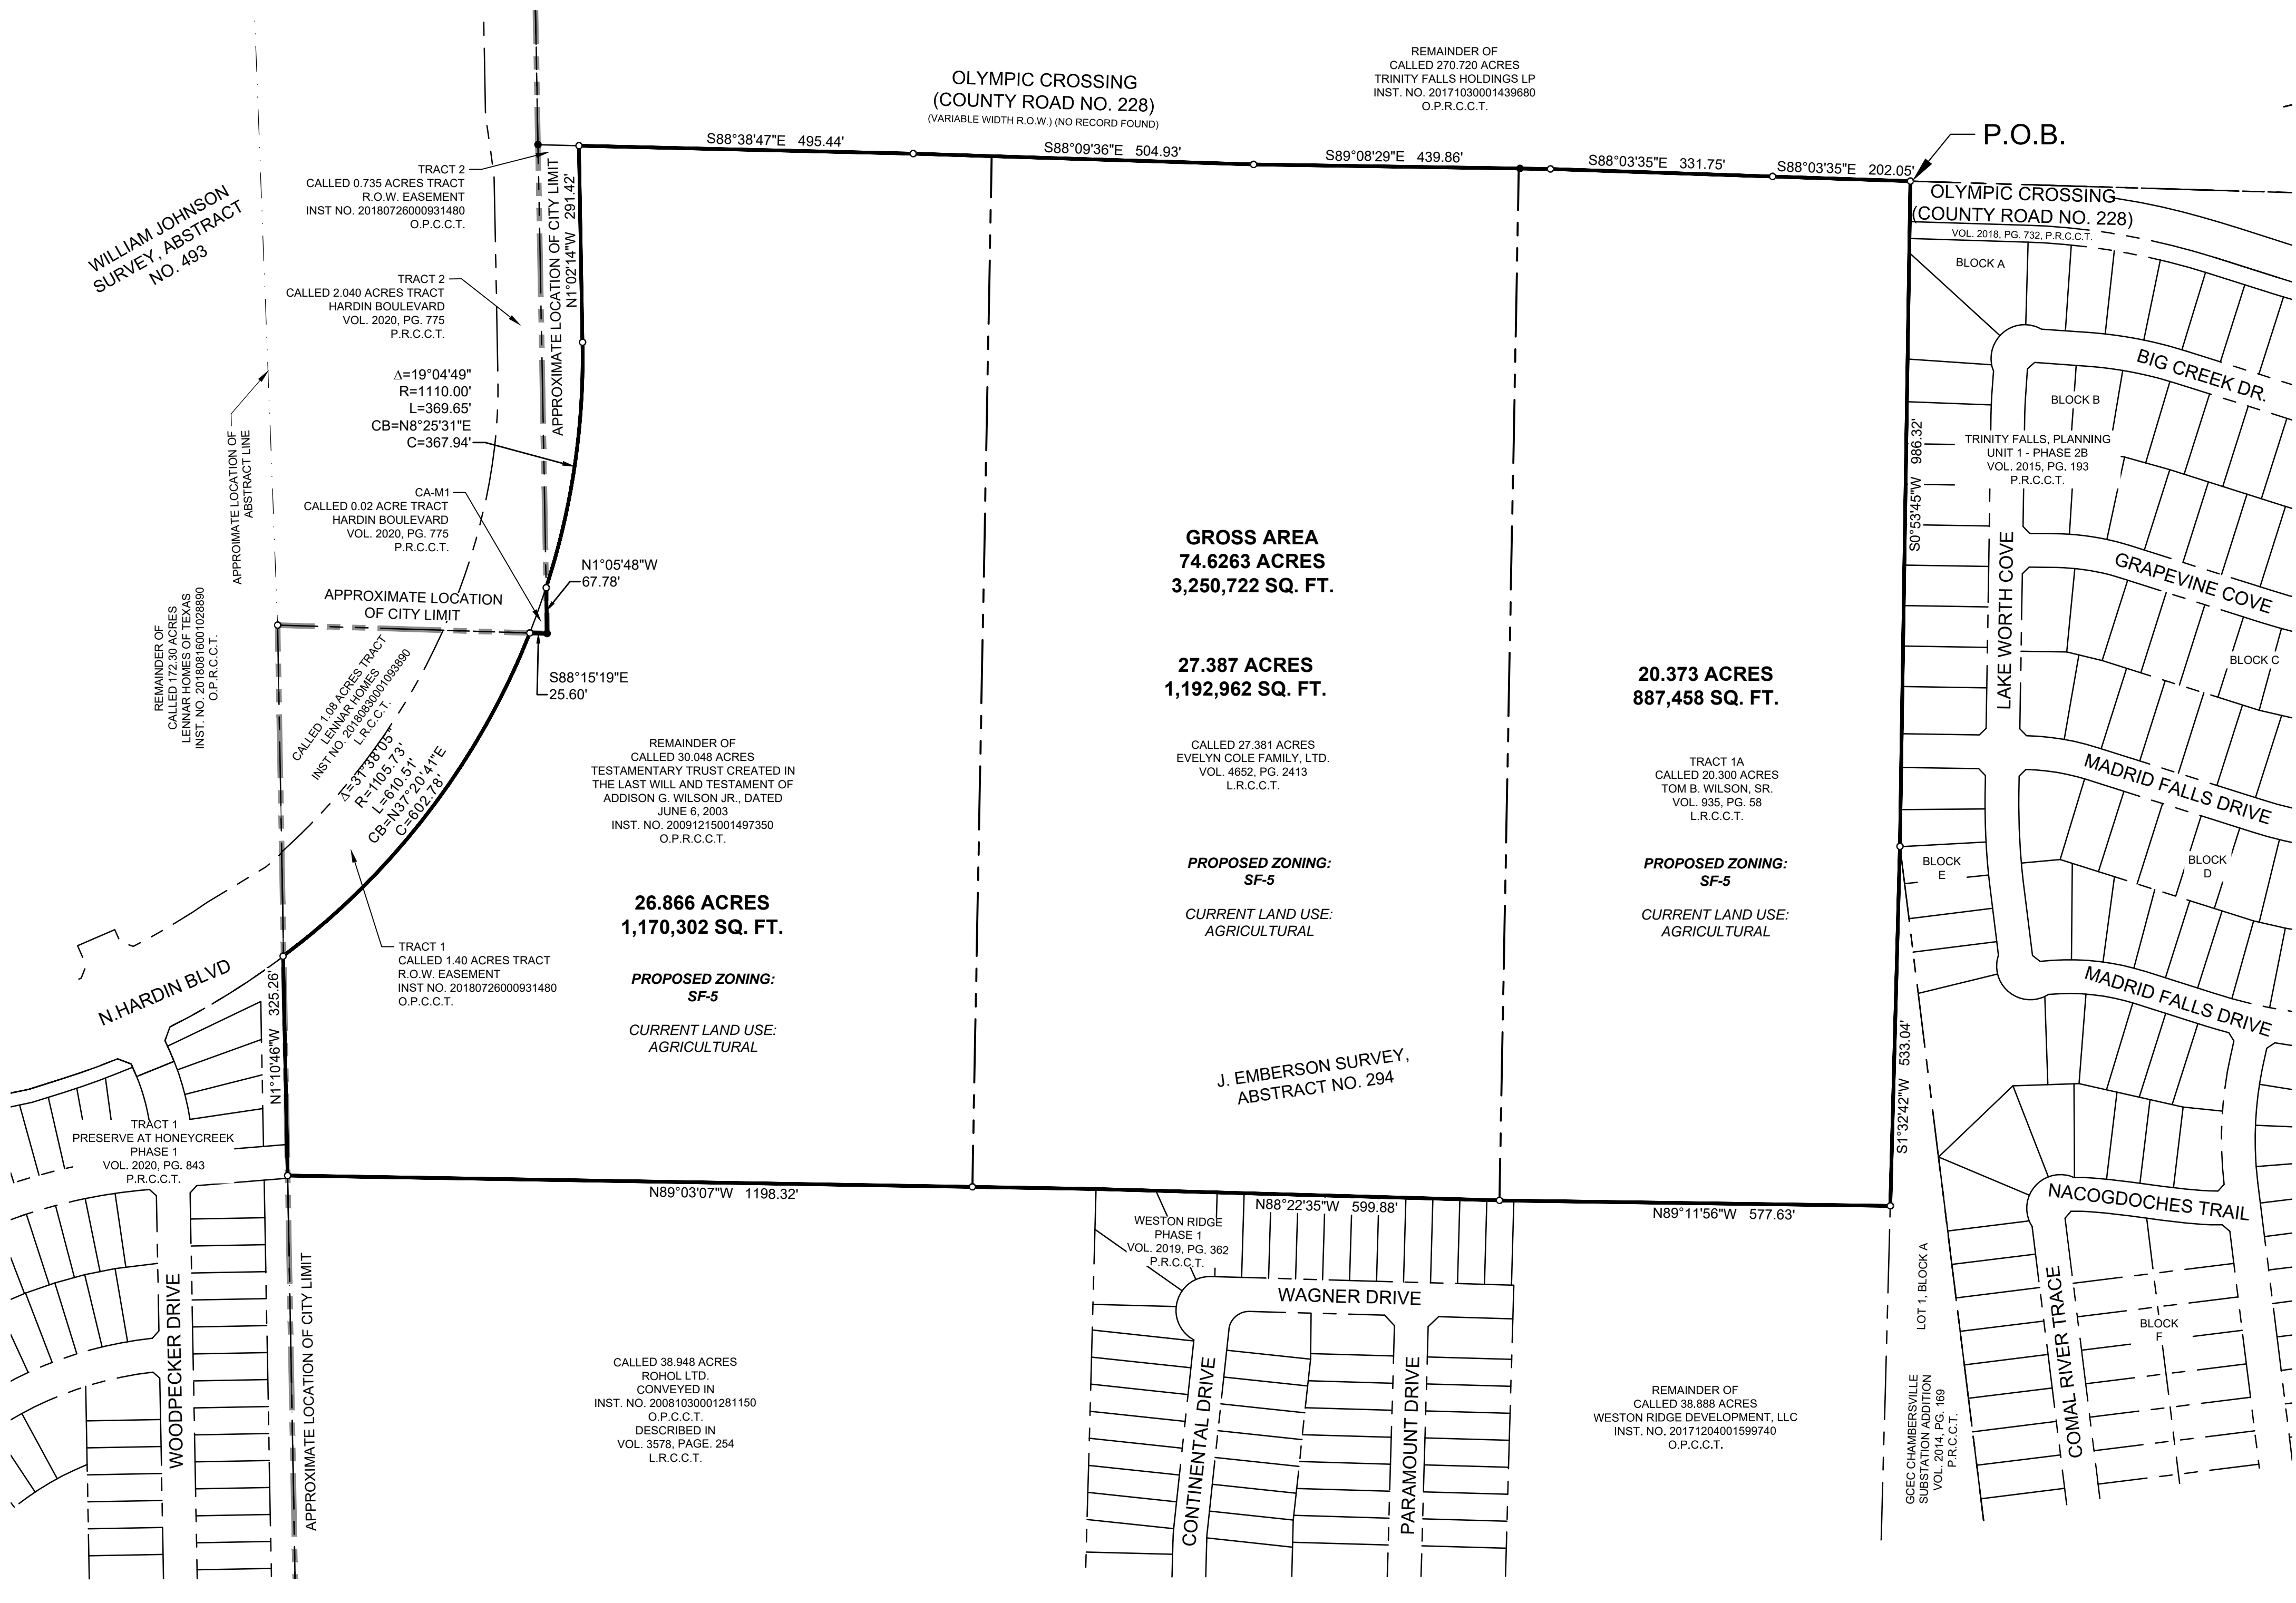 REMAINDER OF
CALLED 270.720 ACRES
TRINITY FALLS HOLDINGS LP
INST. NO. 20171030001439680
O.P.R.C.C.T.
OLYMPIC CROSSING
(COUNTY ROAD NO. 228)
(VARIABLE WIDTH R.O.W.) (NO RECORD FOUND)
P.O.B.
S88°38'47"E 495.44'
S88°09'36"E 504.93'
S89°08'29"E 439.86'
S88°03'35"E 331.75'
S88°03'35"E 202.05'
OLYMPIC CROSSING
(COUNTY ROAD NO. 228)
VOL. 2018, PG. 732, P.R.C.C.T.
WILLIAM JOHNSON
SURVEY, ABSTRACT
NO. 493
TRACT 2
CALLED 0.735 ACRES TRACT
R.O.W. EASEMENT
INST NO. 20180726000931480
O.P.C.C.T.
TRACT 2
CALLED 2.040 ACRES TRACT
HARDIN BOULEVARD
VOL. 2020, PG. 775
P.R.C.C.T.
APPROXIMATE LOCATION OF CITY LIMIT
N1°02'14"W 291.42'
Δ=19°04'49"
R=1110.00'
L=369.65'
CB=N8°25'31"E
C=367.94'
APPROIMATE LOCATION OF
ABSTRACT LINE
CA-M1
CALLED 0.02 ACRE TRACT
HARDIN BOULEVARD
VOL. 2020, PG. 775
P.R.C.C.T.
N1°05'48"W
67.78'
APPROXIMATE LOCATION
OF CITY LIMIT
S88°15'19"E
25.60'
REMAINDER OF
CALLED 172.30 ACRES
LENNAR HOMES OF TEXAS
INST. NO. 20180816001028890
O.P.R.C.C.T.
CALLED 1.08 ACRES TRACT
LENNAR HOMES
INST NO. 20180830001093890
L.R.C.C.T.
Δ=31°38'05"
R=1105.73'
L=610.51'
CB=N37°20'41"E
C=602.78'
GROSS AREA
74.6263 ACRES
3,250,722 SQ. FT.
27.387 ACRES
1,192,962 SQ. FT.
CALLED 27.381 ACRES
EVELYN COLE FAMILY, LTD.
VOL. 4652, PG. 2413
L.R.C.C.T.
PROPOSED ZONING:
SF-5
CURRENT LAND USE:
AGRICULTURAL
20.373 ACRES
887,458 SQ. FT.
TRACT 1A
CALLED 20.300 ACRES
TOM B. WILSON, SR.
VOL. 935, PG. 58
L.R.C.C.T.
PROPOSED ZONING:
SF-5
CURRENT LAND USE:
AGRICULTURAL
REMAINDER OF
CALLED 30.048 ACRES
TESTAMENTARY TRUST CREATED IN
THE LAST WILL AND TESTAMENT OF
ADDISON G. WILSON JR., DATED
JUNE 6, 2003
INST. NO. 20091215001497350
O.P.R.C.C.T.
26.866 ACRES
1,170,302 SQ. FT.
PROPOSED ZONING:
SF-5
CURRENT LAND USE:
AGRICULTURAL
J. EMBERSON SURVEY,
ABSTRACT NO. 294
TRACT 1
CALLED 1.40 ACRES TRACT
R.O.W. EASEMENT
INST NO. 20180726000931480
O.P.C.C.T.
N.HARDIN BLVD
N1°10'46"W 325.26'
TRACT 1
PRESERVE AT HONEYCREEK
PHASE 1
VOL. 2020, PG. 843
P.R.C.C.T.
WOODPECKER DRIVE
APPROXIMATE LOCATION OF CITY LIMIT
N89°03'07"W 1198.32'
N88°22'35"W 599.88'
N89°11'56"W 577.63'
CALLED 38.948 ACRES
ROHOL LTD.
CONVEYED IN
INST. NO. 20081030001281150
O.P.C.C.T.
DESCRIBED IN
VOL. 3578, PAGE. 254
L.R.C.C.T.
WESTON RIDGE
PHASE 1
VOL. 2019, PG. 362
P.R.C.C.T.
WAGNER DRIVE
CONTINENTAL DRIVE
PARAMOUNT DRIVE
REMAINDER OF
CALLED 38.888 ACRES
WESTON RIDGE DEVELOPMENT, LLC
INST. NO. 20171204001599740
O.P.C.C.T.
BLOCK A
BIG CREEK DR.
BLOCK B
TRINITY FALLS, PLANNING
UNIT 1 - PHASE 2B
VOL. 2015, PG. 193
P.R.C.C.T.
S0°53'45"W 986.32'
LAKE WORTH COVE
GRAPEVINE COVE
BLOCK C
MADRID FALLS DRIVE
BLOCK
E
BLOCK
D
MADRID FALLS DRIVE
S1°32'42"W 533.04'
NACOGDOCHES TRAIL
LOT 1, BLOCK A
GCEC CHAMBERSVILLE
SUBSTATION ADDITION
VOL. 2014, PG. 169
P.R.C.C.T.
COMAL RIVER TRACE
BLOCK
F